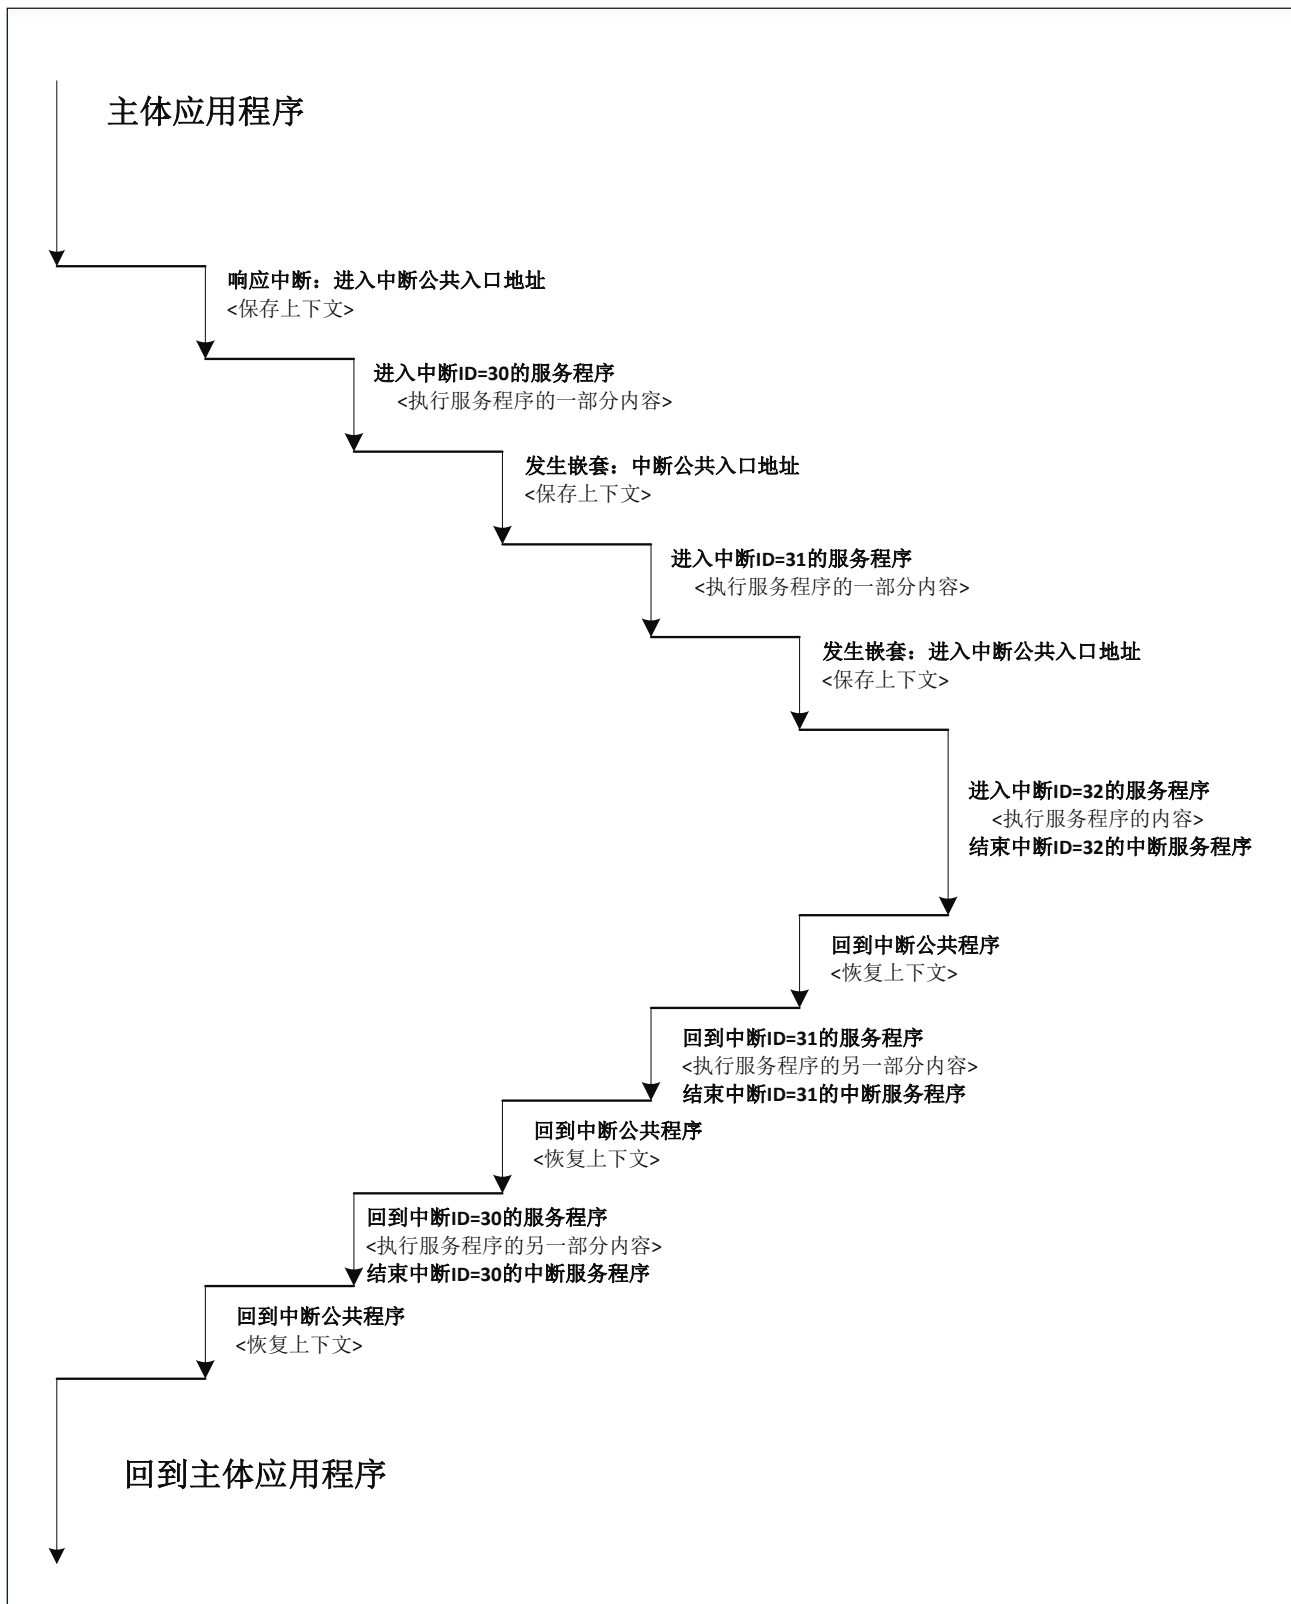 主体应用程序
响应中断：进入中断公共入口地址
<保存上下文>
进入中断ID=30的服务程序
<执行服务程序的一部分内容>
发生嵌套：中断公共入口地址
<保存上下文>
进入中断ID=31的服务程序
<执行服务程序的一部分内容>
发生嵌套：进入中断公共入口地址
<保存上下文>
进入中断ID=32的服务程序
<执行服务程序的内容>
结束中断ID=32的中断服务程序
回到中断公共程序
<恢复上下文>
回到中断ID=31的服务程序
<执行服务程序的另一部分内容>
结束中断ID=31的中断服务程序
回到中断公共程序
<恢复上下文>
回到中断ID=30的服务程序
<执行服务程序的另一部分内容>
结束中断ID=30的中断服务程序
回到中断公共程序
<恢复上下文>
回到主体应用程序